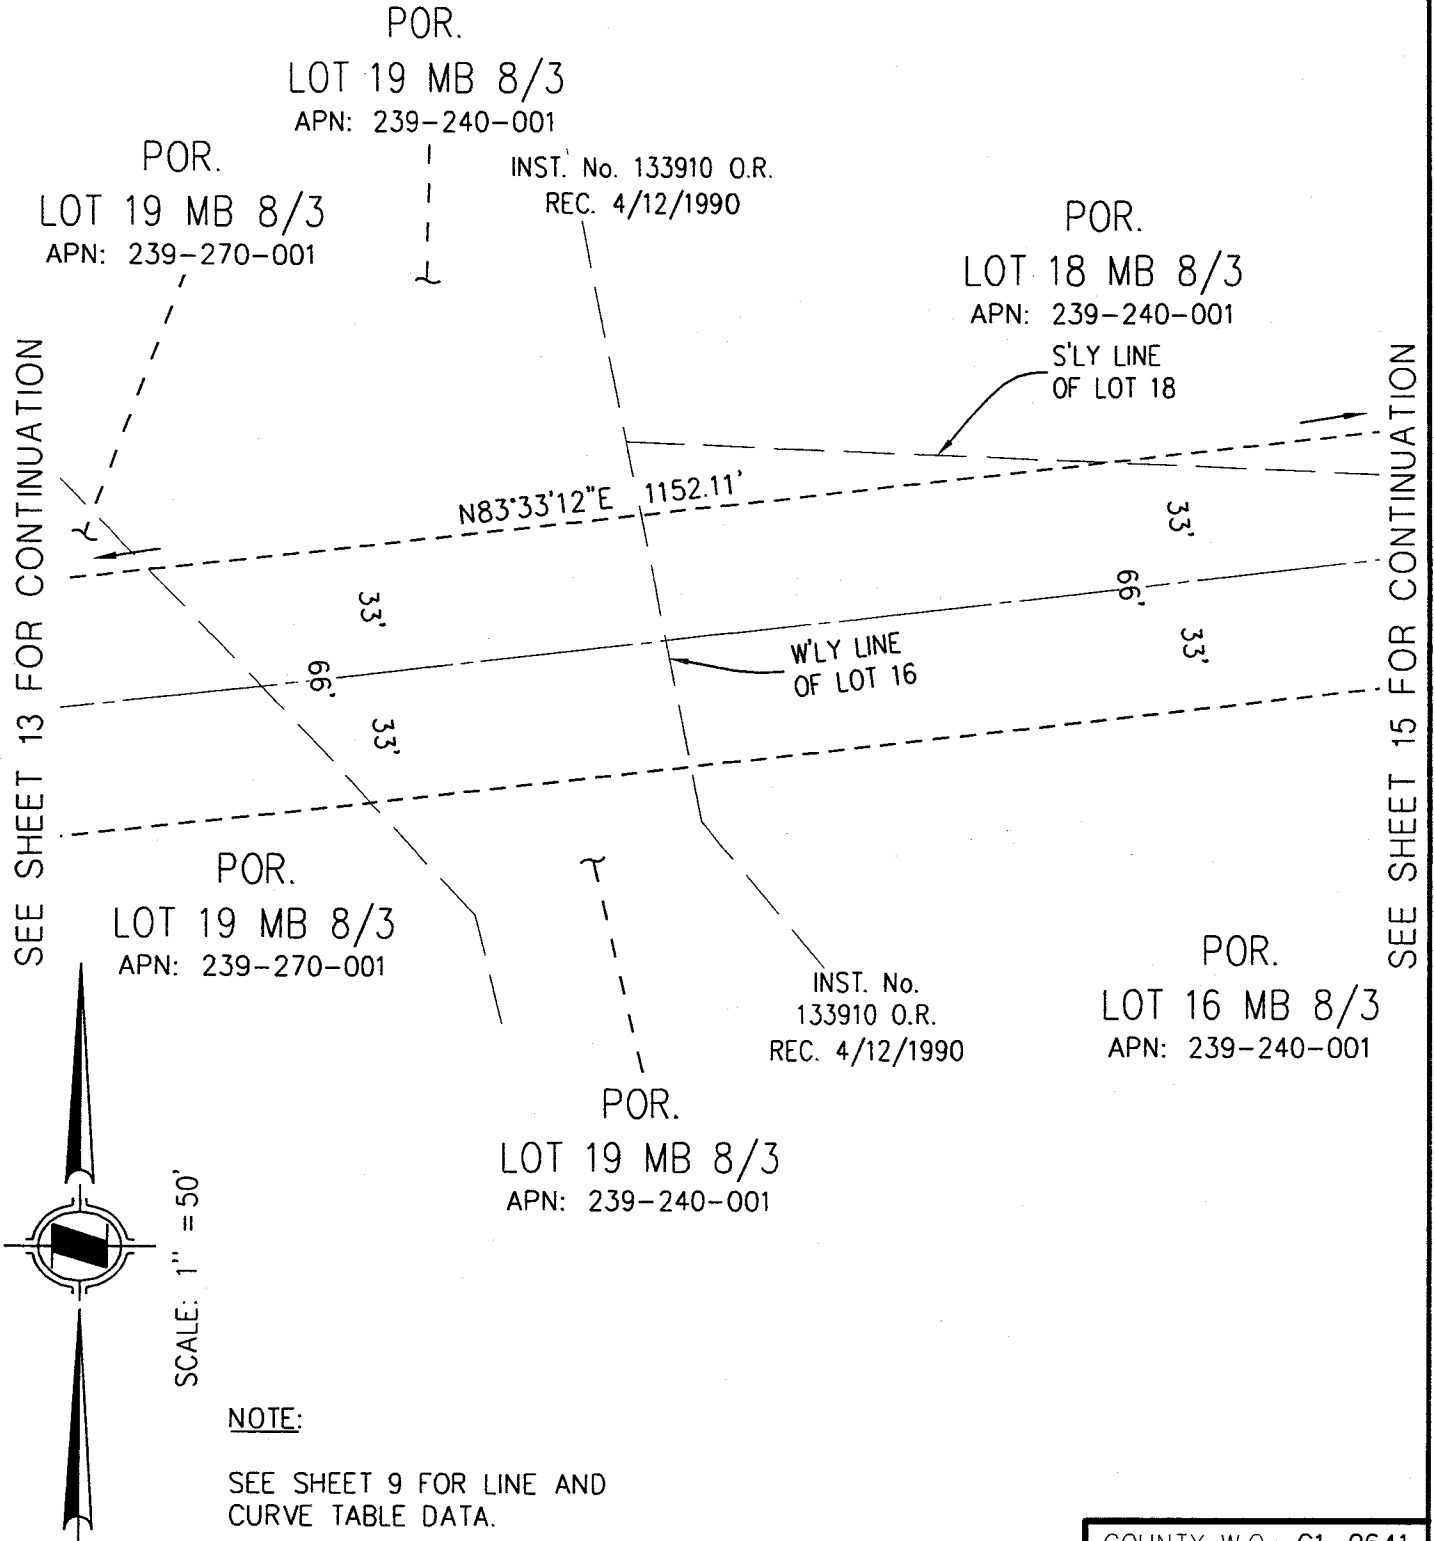 POR.
LOT 19 MB 8/3
APN: 239-240-001
POR.
LOT 19 MB 8/3
APN: 239-270-001
INST. No. 133910 O.R.
REC. 4/12/1990
POR.
LOT 18 MB 8/3
APN: 239-240-001
S'LY LINE
OF LOT 18
SEE SHEET 13 FOR CONTINUATION
SEE SHEET 15 FOR CONTINUATION
N83°33'12"E 1152.11'
33'
33'
66'
66'
33'
33'
W'LY LINE
OF LOT 16
POR.
LOT 19 MB 8/3
APN: 239-270-001
INST. No.
133910 O.R.
REC. 4/12/1990
POR.
LOT 16 MB 8/3
APN: 239-240-001
POR.
LOT 19 MB 8/3
APN: 239-240-001
SCALE: 1" = 50'
NOTE:
SEE SHEET 9 FOR LINE AND
CURVE TABLE DATA.
COUNTY W.O.